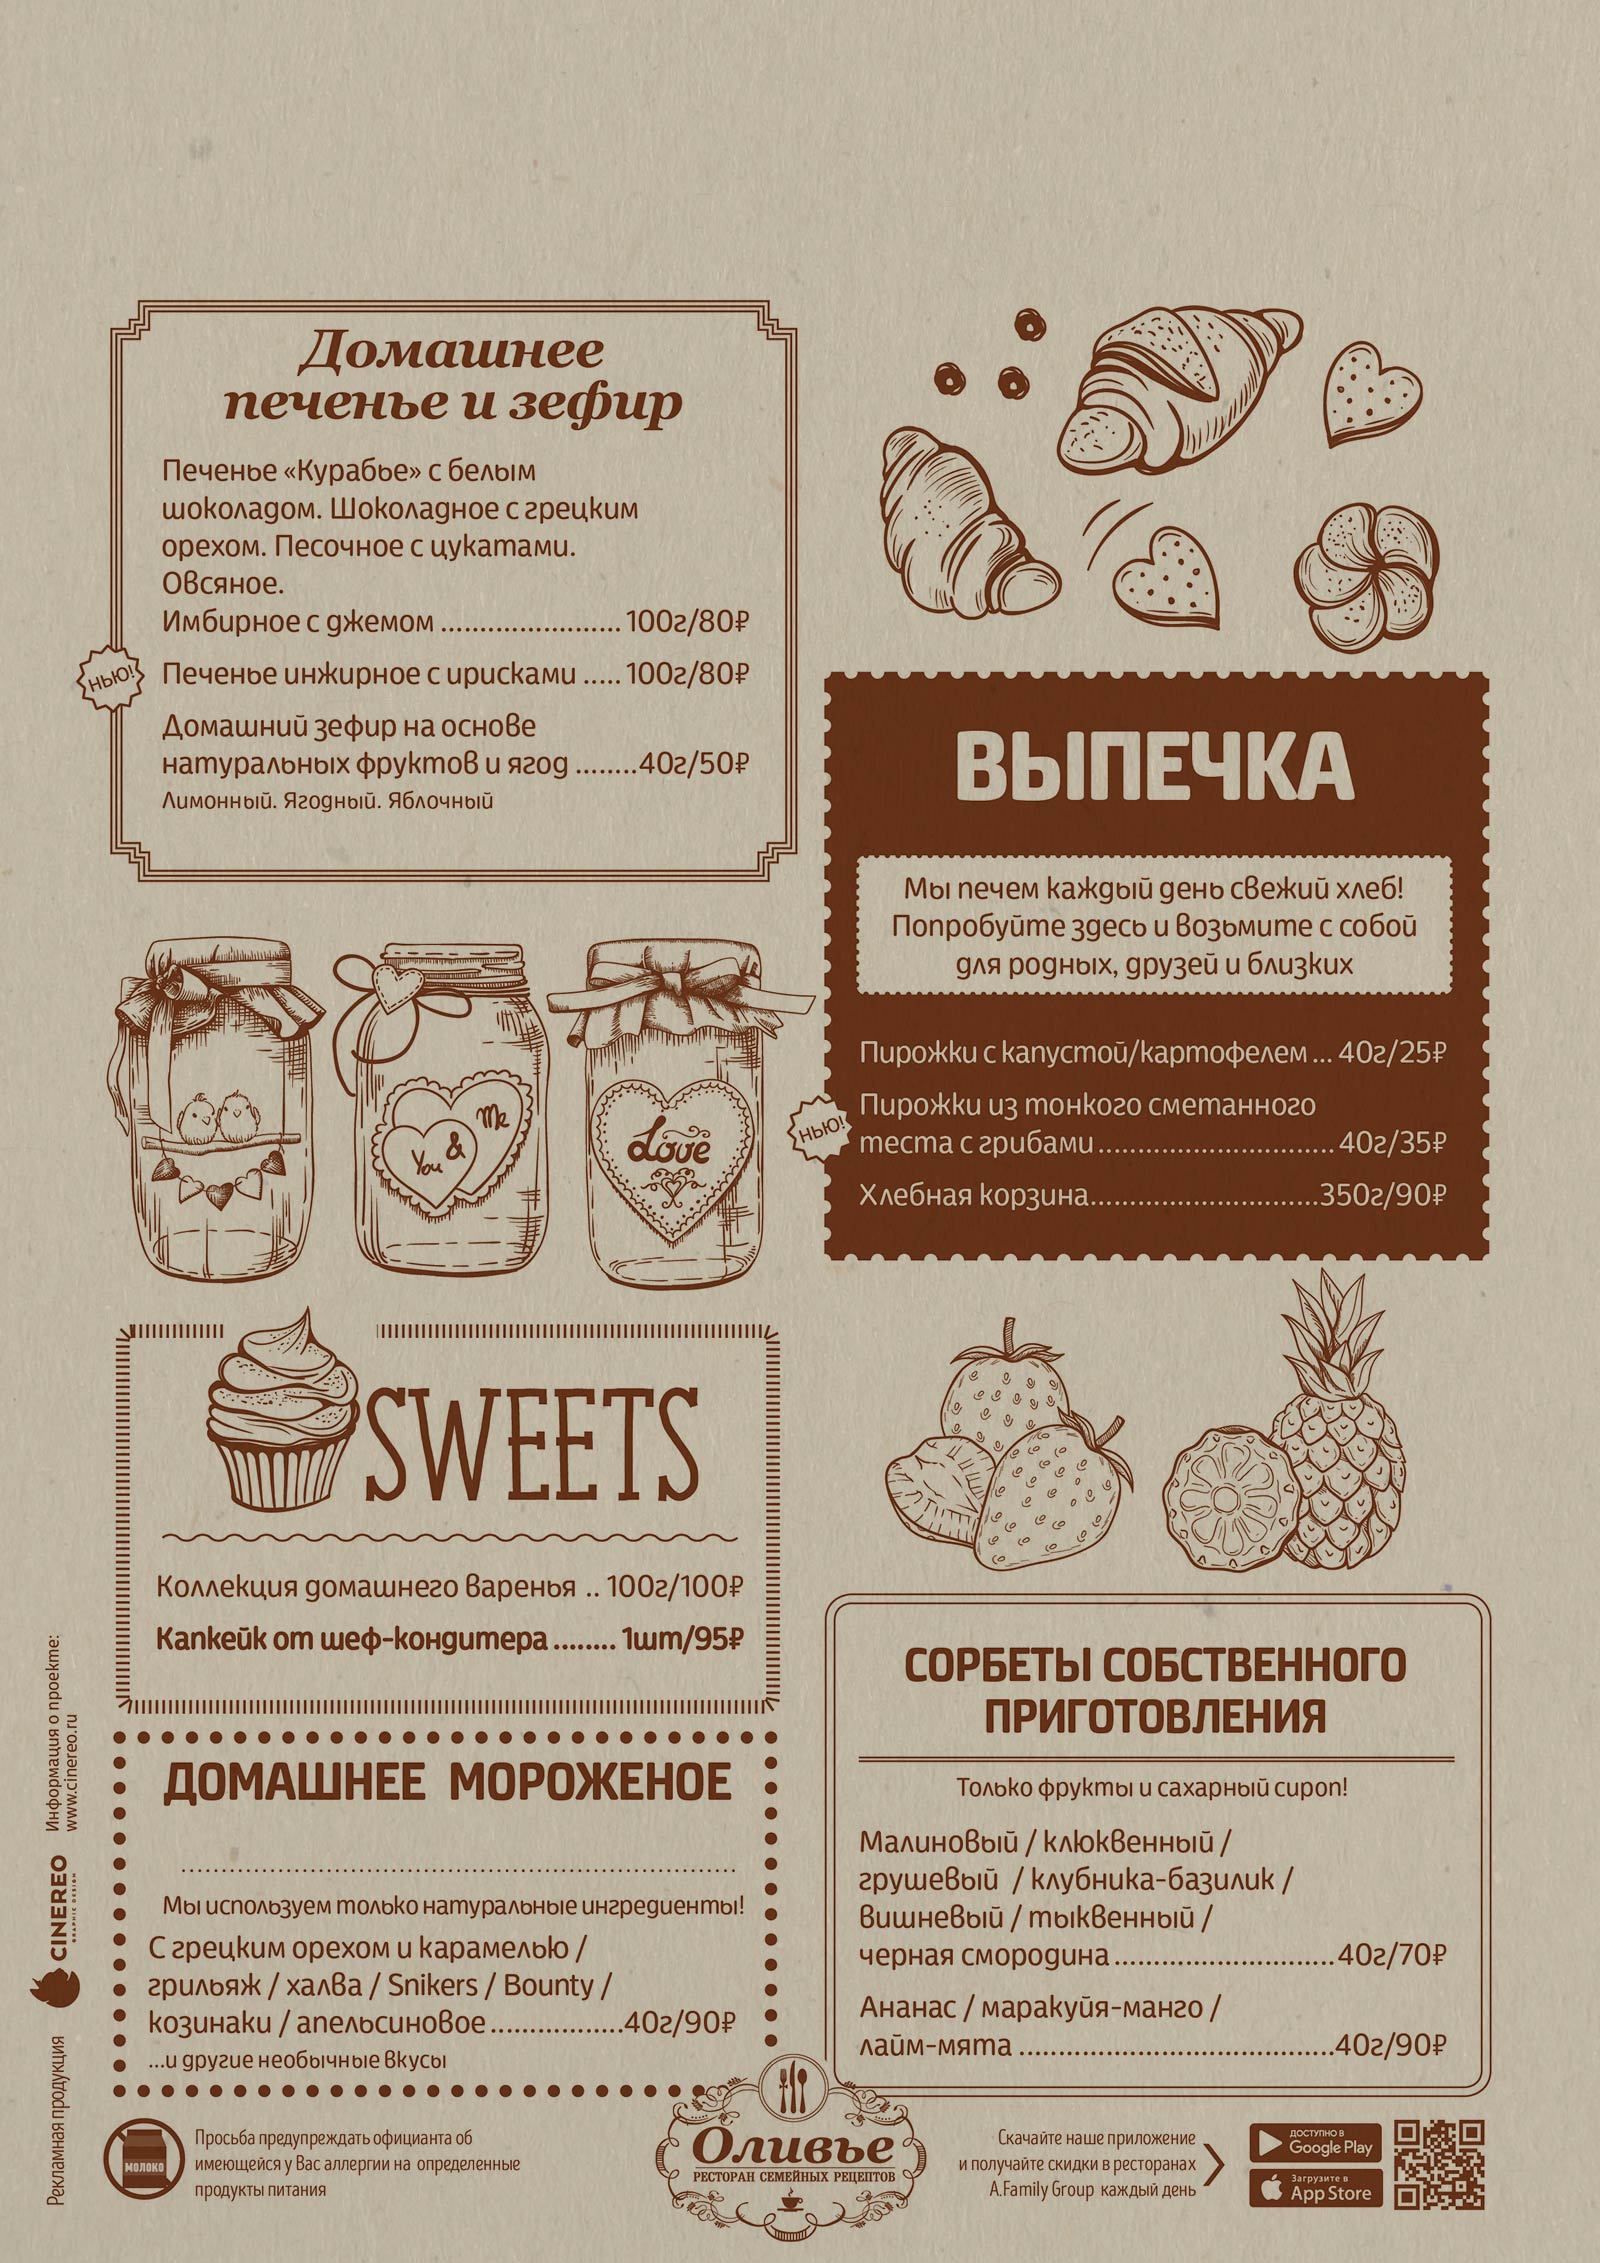 Домашнее
печенье и зефир
Печенье «Курабье» с белым
шоколадом. Шоколадное с грецким
орехом. Песочное с цукатами.
Овсяное.
Имбирное с джемом ....................... 100г/80₽
НЬЮ!
Печенье инжирное с ирисками ..... 100г/80₽
Домашний зефир на основе
натуральных фруктов и ягод ........40г/50₽
Лимонный. Ягодный. Яблочный
ВЫПЕЧКА
Мы печем каждый день свежий хлеб!
Попробуйте здесь и возьмите с собой
для родных, друзей и близких
Пирожки с капустой/картофелем ... 40г/25₽
НЬЮ!
Пирожки из тонкого сметанного
теста с грибами.............................. 40г/35₽
Хлебная корзина.............................350г/90₽
You & Me
Love
SWEETS
Коллекция домашнего варенья .. 100г/100₽
Капкейк от шеф-кондитера ........ 1шт/95₽
ДОМАШНЕЕ МОРОЖЕНОЕ
Мы используем только натуральные ингредиенты!
С грецким орехом и карамелью /
грильяж / халва / Snikers / Bounty /
козинаки / апельсиновое.................40г/90₽
...и другие необычные вкусы
СОРБЕТЫ СОБСТВЕННОГО
ПРИГОТОВЛЕНИЯ
Только фрукты и сахарный сироп!
Малиновый / клюквенный /
грушевый / клубника-базилик /
вишневый / тыквенный /
черная смородина............................40г/70₽
Ананас / маракуйя-манго /
лайм-мята ........................................40г/90₽
Информация о проекте:
www.cinereo.ru
CINEREO
GRAPHIC DESIGN
Рекламная продукция
МОЛОКО
Просьба предупреждать официанта об
имеющейся у Вас аллергии на определенные
продукты питания
Оливье
РЕСТОРАН СЕМЕЙНЫХ РЕЦЕПТОВ
Скачайте наше приложение
и получайте скидки в ресторанах
A.Family Group каждый день
ДОСТУПНО В
Google Play
Загрузите в
App Store